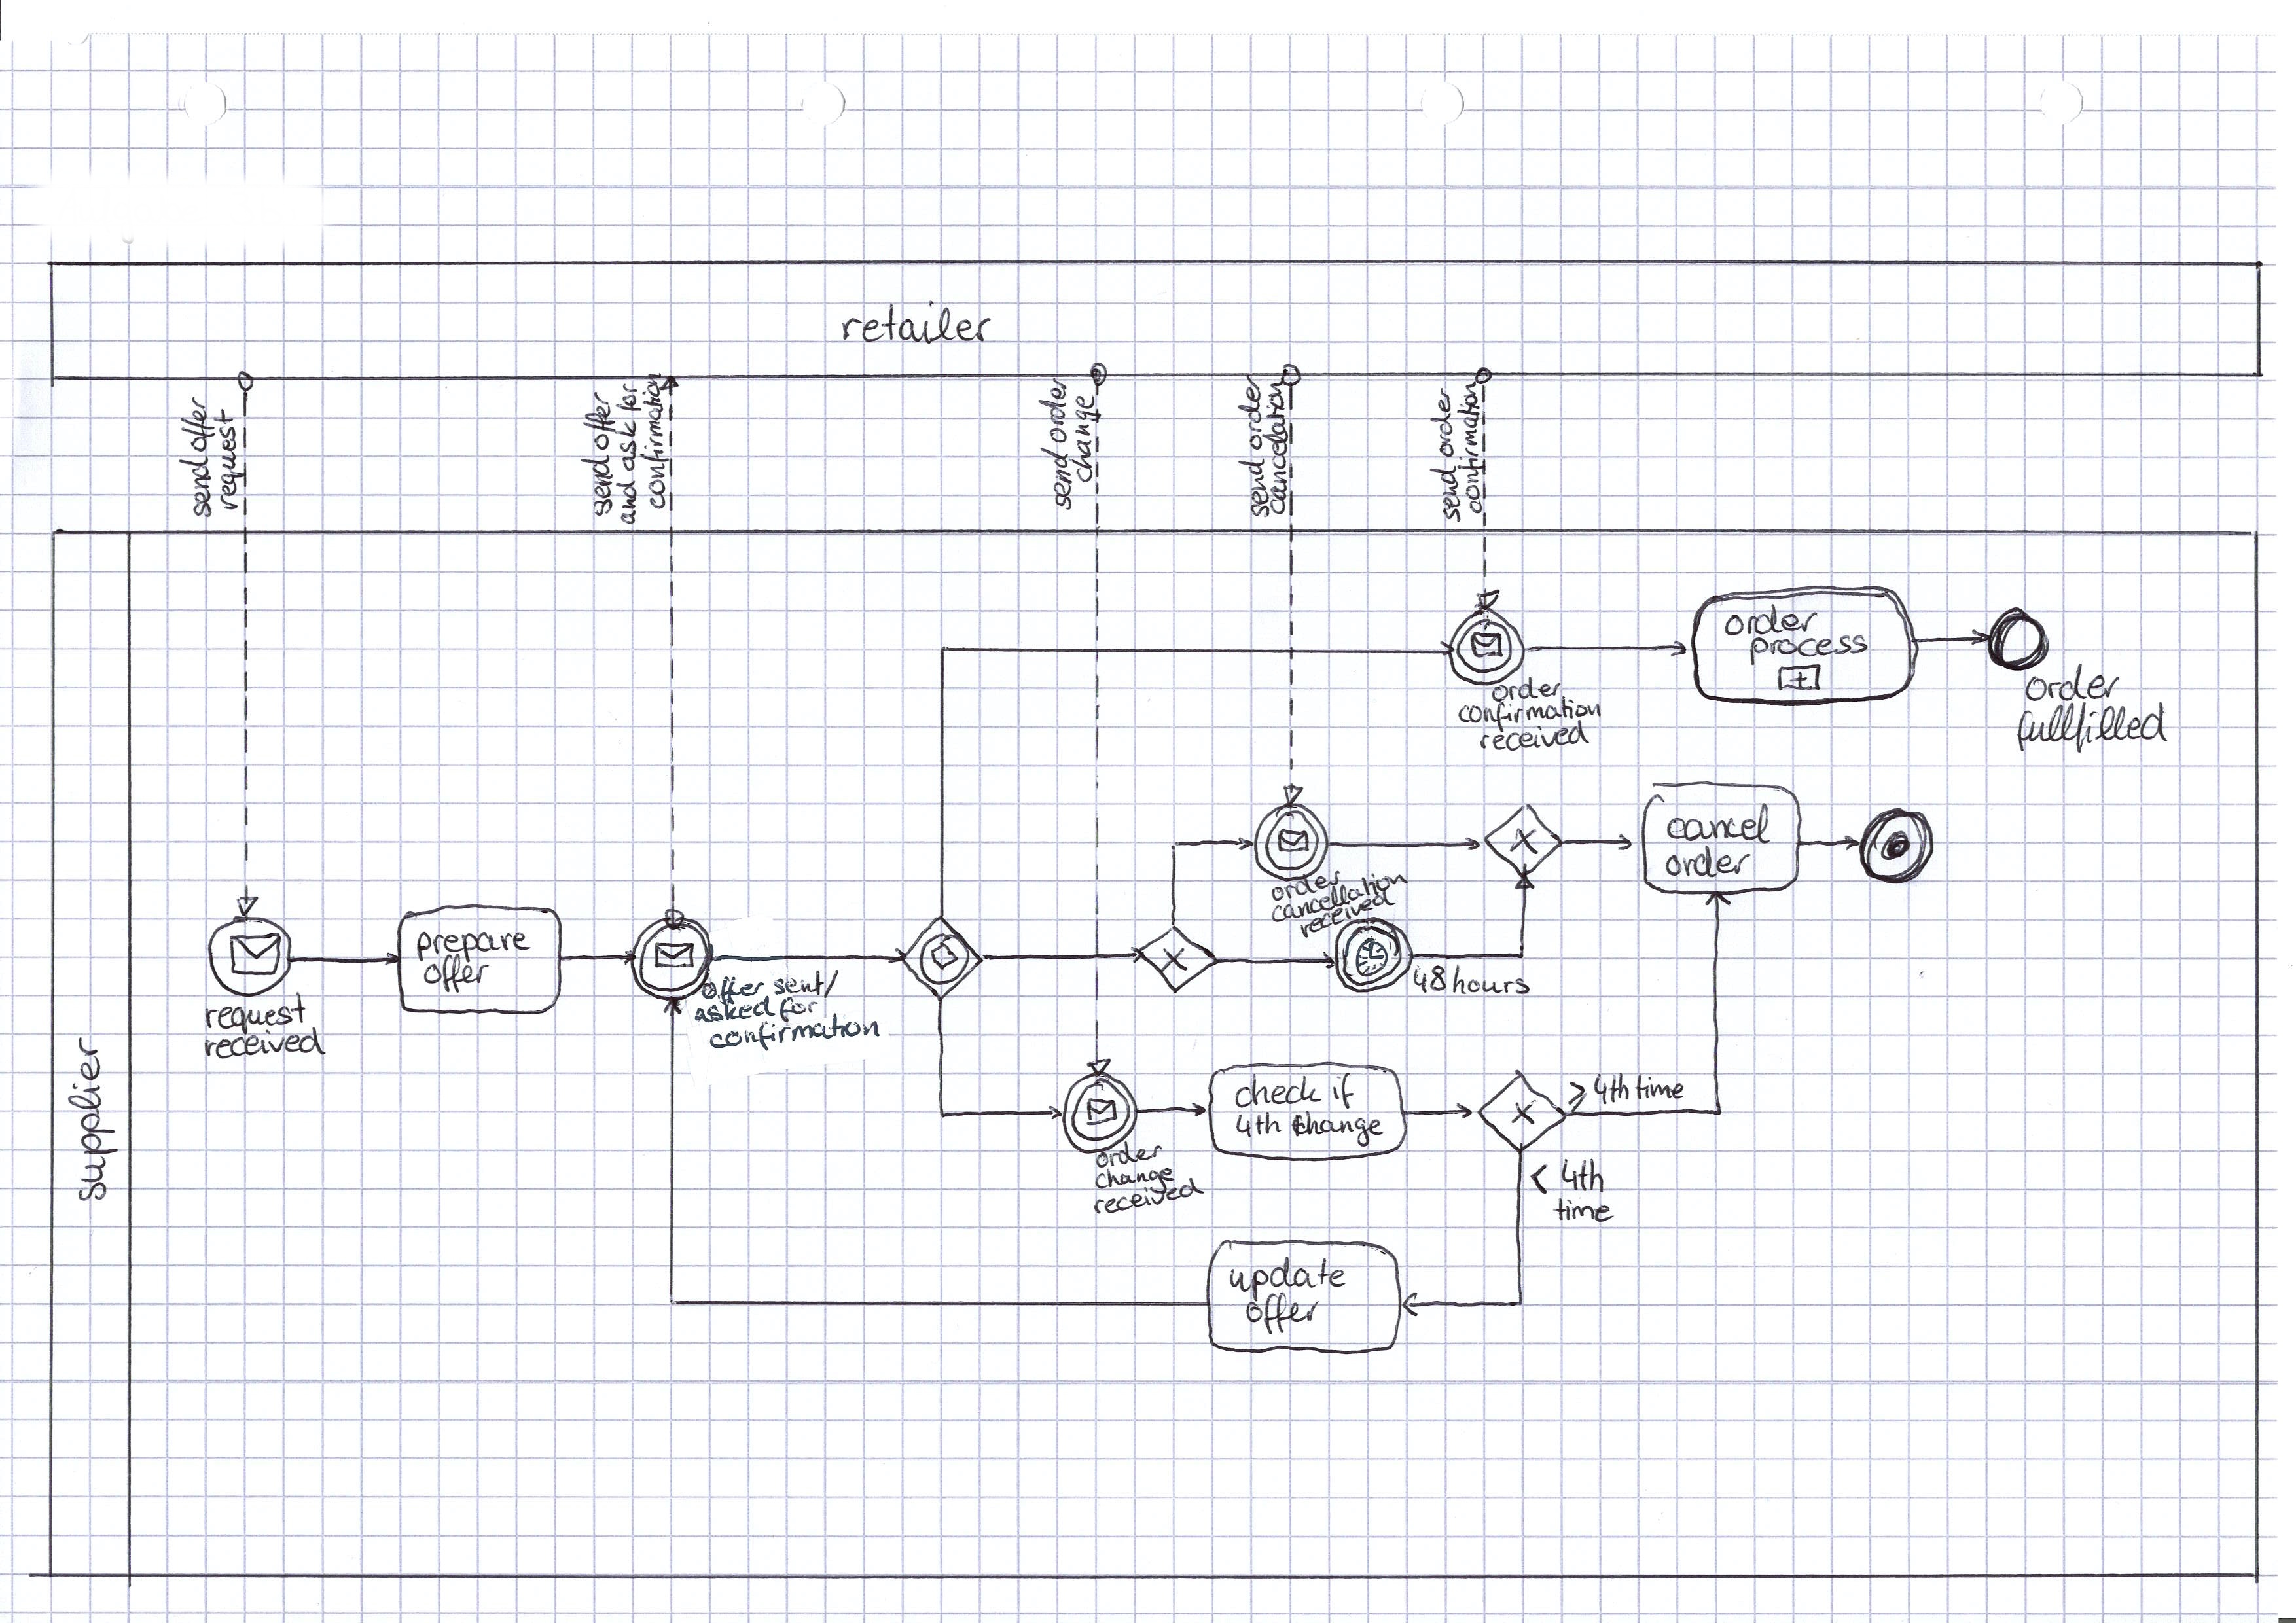 retailer
send offer
request
send offer
and ask for
confirmation
send order
change
send order
cancelation
send order
confirmation
Supplier
request
received
prepare
offer
offer sent/
asked for
confirmation
order
confirmation
received
order
process
order
fullfilled
order
cancellation
received
48 hours
cancel
order
order
change
received
check if
4th change
≥ 4th time
< 4th
time
update
offer